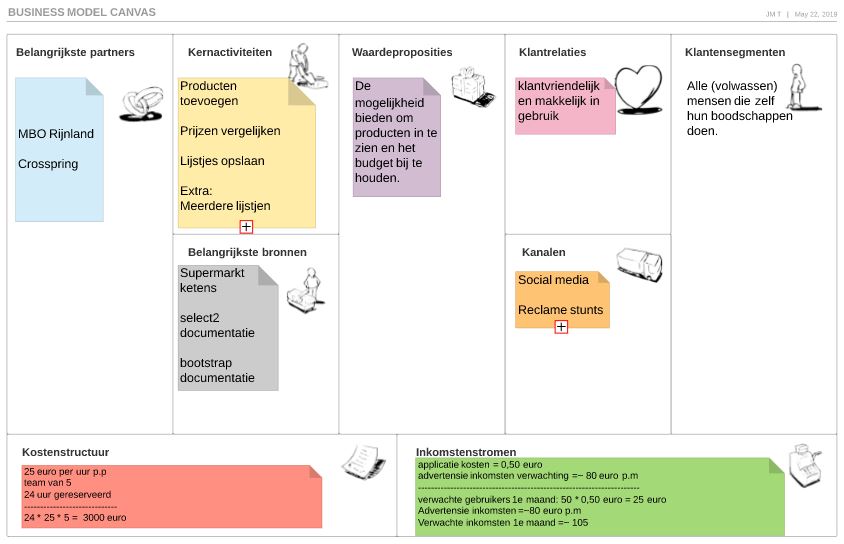 BUSINESS MODEL CANVAS
JM T | May 22, 2019
Belangrijkste partners
MBO Rijnland
Crosspring
Kernactiviteiten
Producten
toevoegen
Prijzen vergelijken
Lijstjes opslaan
Extra:
Meerdere lijstjen
Belangrijkste bronnen
Supermarkt
ketens
select2
documentatie
bootstrap
documentatie
Waardeproposities
De
mogelijkheid
bieden om
producten in te
zien en het
budget bij te
houden.
Klantrelaties
klantvriendelijk
en makkelijk in
gebruik
Kanalen
Social media
Reclame stunts
Klantensegmenten
Alle (volwassen)
mensen die zelf
hun boodschappen
doen.
Kostenstructuur
25 euro per uur p.p
team van 5
24 uur gereserveerd
------------------------------
24 * 25 * 5 = 3000 euro
Inkomstenstromen
applicatie kosten = 0,50 euro
advertensie inkomsten verwachting =~ 80 euro p.m
------------------------------------------------------------------------
verwachte gebruikers 1e maand: 50 * 0,50 euro = 25 euro
Advertensie inkomsten =~80 euro p.m
Verwachte inkomsten 1e maand =~ 105